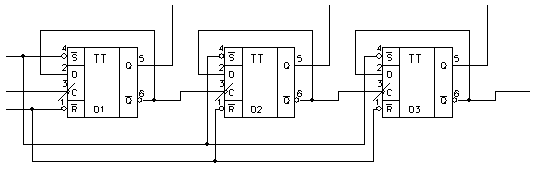 4 S TT Q 5
2 D
3 C
1 R D1 Q 6
4 S TT Q 5
2 D
3 C
1 R D2 Q 6
4 S TT Q 5
2 D
3 C
1 R D3 Q 6